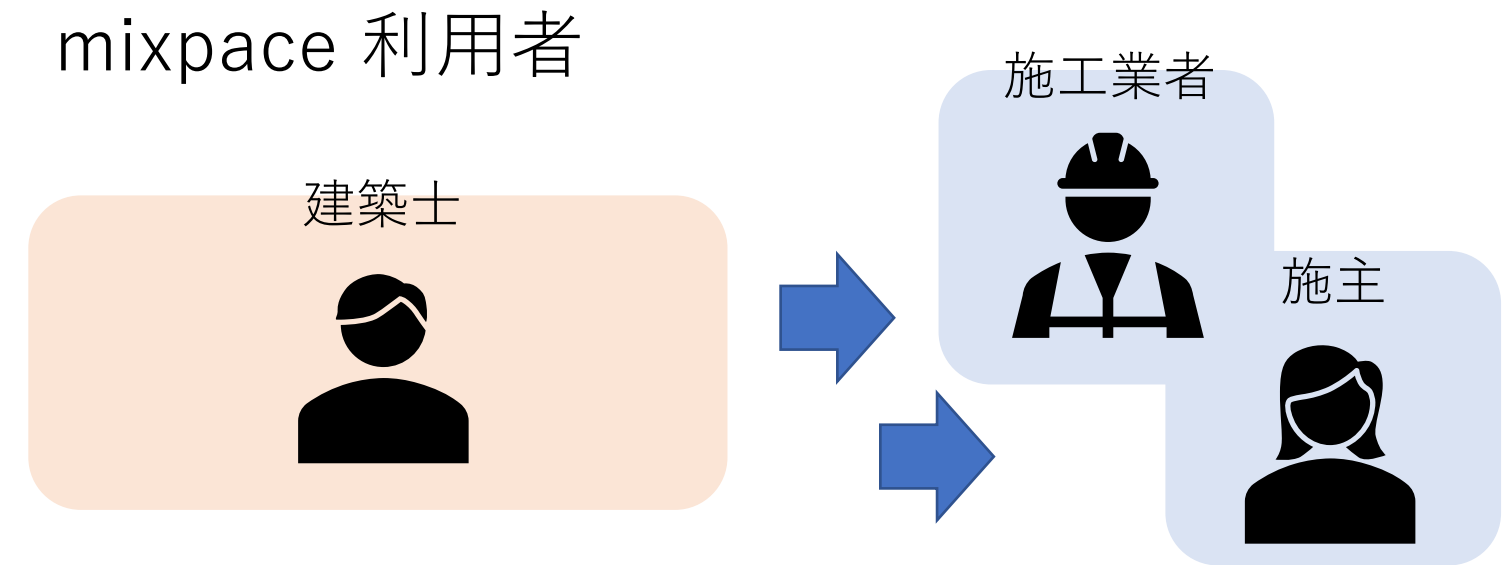 mixpace 利用者
建築士
施工業者
施主